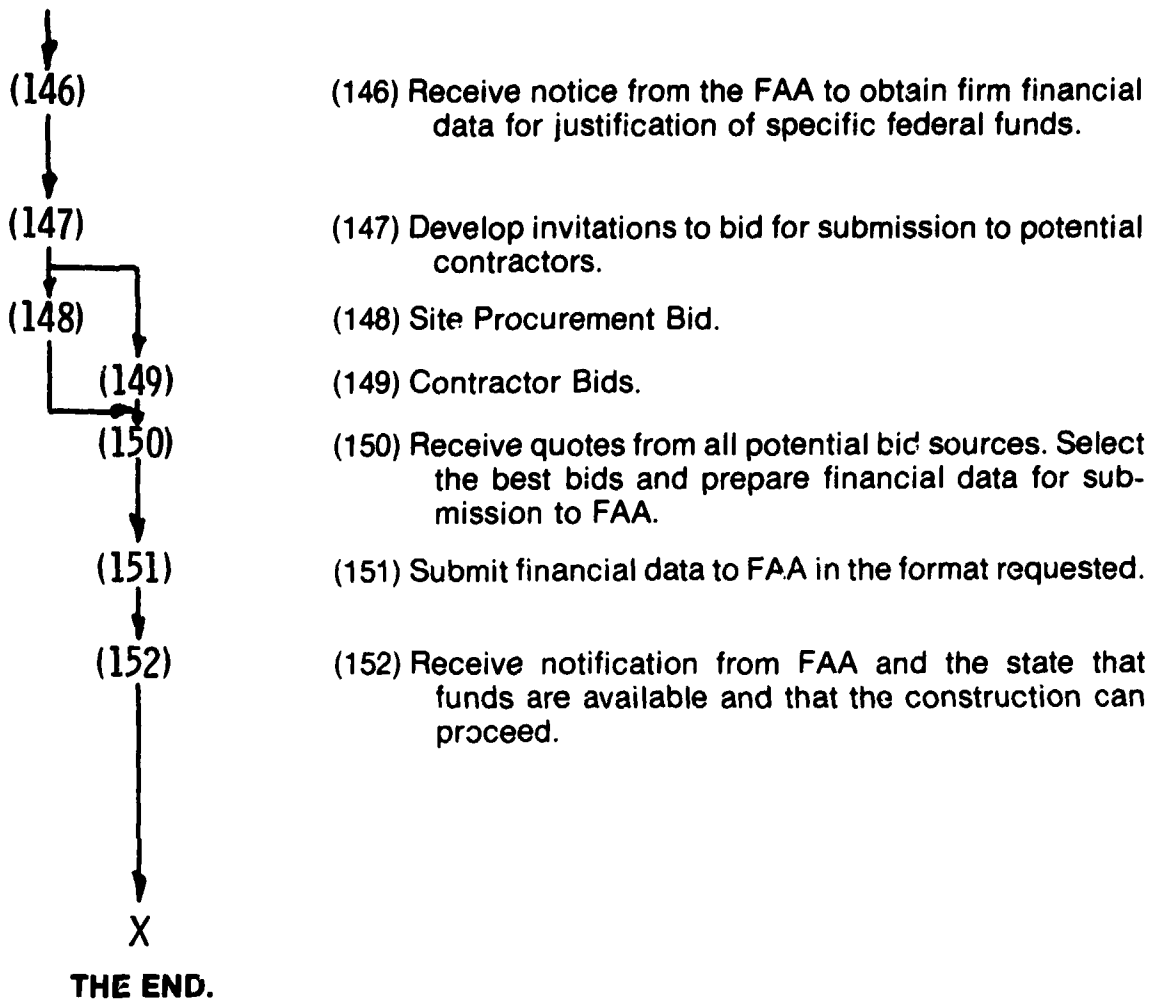 (146) (146) Receive notice from the FAA to obtain firm financial
data for justification of specific federal funds.
(147) (147) Develop invitations to bid for submission to potential
contractors.
(148) (148) Site Procurement Bid.
(149) (149) Contractor Bids.
(150) (150) Receive quotes from all potential bid sources. Select
the best bids and prepare financial data for sub-
mission to FAA.
(151) (151) Submit financial data to FAA in the format requested.
(152) (152) Receive notification from FAA and the state that
funds are available and that the construction can
proceed.
X
THE END.